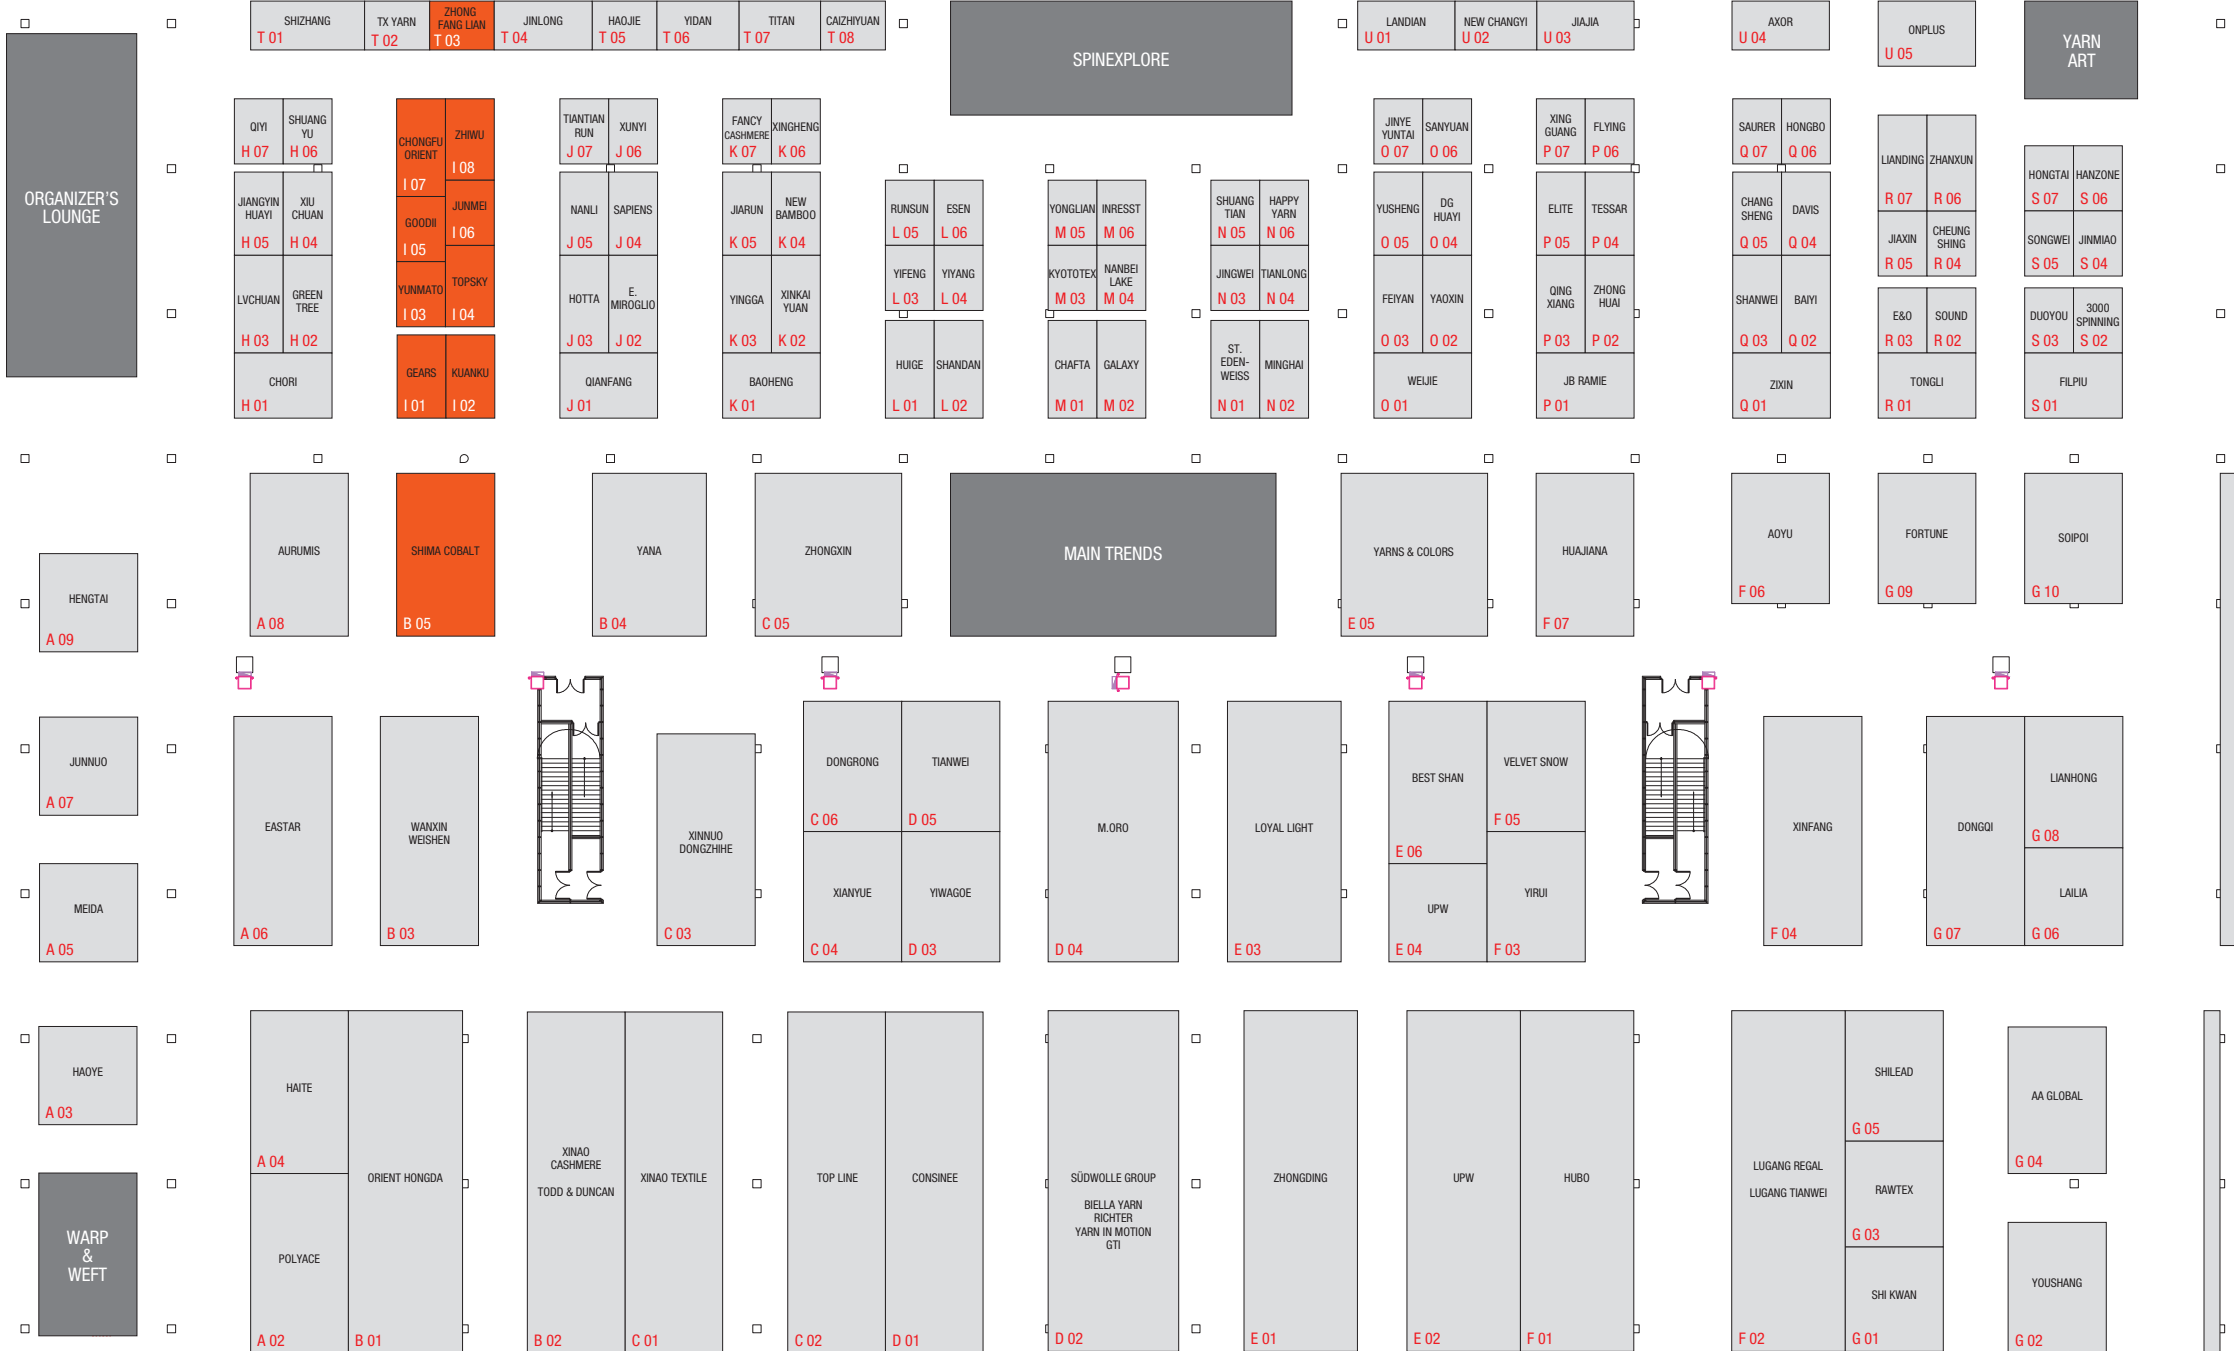 SHIZHANG
T 01
TX YARN
T 02
ZHONG
FANG LIAN
T 03
JINLONG
T 04
HAOJIE
T 05
YIDAN
T 06
TITAN
T 07
CAIZHIYUAN
T 08
SPINEXPLORE
LANDIAN
U 01
NEW CHANGYI
U 02
JIAJIA
U 03
AXOR
U 04
ONPLUS
U 05
YARN
ART
ORGANIZER'S
LOUNGE
QIYI
H 07
SHUANG
YU
H 06
JIANGYIN
HUAYI
H 05
XIU
CHUAN
H 04
LVCHUAN
H 03
GREEN
TREE
H 02
CHORI
H 01
CHONGFU
ORIENT
I 07
ZHIWU
I 08
GOODII
I 05
JUNMEI
I 06
YUNMATO
I 03
TOPSKY
I 04
GEARS
I 01
KUANKU
I 02
TIANTIAN
RUN
J 07
XUNYI
J 06
NANLI
J 05
SAPIENS
J 04
HOTTA
J 03
E.
MIROGLIO
J 02
QIANFANG
J 01
FANCY
CASHMERE
K 07
XINGHENG
K 06
JIARUN
K 05
NEW
BAMBOO
K 04
YINGGA
K 03
XINKAI
YUAN
K 02
BAOHENG
K 01
RUNSUN
L 05
ESEN
L 06
YIFENG
L 03
YIYANG
L 04
HUIGE
L 01
SHANDAN
L 02
YONGLIAN
M 05
INRESST
M 06
KYOTOTEX
M 03
NANBEI
LAKE
M 04
CHAFTA
M 01
GALAXY
M 02
SHUANG
TIAN
N 05
HAPPY
YARN
N 06
JINGWEI
N 03
TIANLONG
N 04
ST.
EDEN-
WEISS
N 01
MINGHAI
N 02
JINYE
YUNTAI
O 07
SANYUAN
O 06
YUSHENG
O 05
DG
HUAYI
O 04
FEIYAN
O 03
YAOXIN
O 02
WEIJIE
O 01
XING
GUANG
P 07
FLYING
P 06
ELITE
P 05
TESSAR
P 04
QING
XIANG
P 03
ZHONG
HUAI
P 02
JB RAMIE
P 01
SAURER
Q 07
HONGBO
Q 06
CHANG
SHENG
Q 05
DAVIS
Q 04
SHANWEI
Q 03
BAIYI
Q 02
ZIXIN
Q 01
LIANDING
R 07
ZHANXUN
R 06
JIAXIN
R 05
CHEUNG
SHING
R 04
E&O
R 03
SOUND
R 02
TONGLI
R 01
HONGTAI
S 07
HANZONE
S 06
SONGWEI
S 05
JINMIAO
S 04
DUOYOU
S 03
3000
SPINNING
S 02
FILPIU
S 01
HENGTAI
A 09
AURUMIS
A 08
SHIMA COBALT
B 05
YANA
B 04
ZHONGXIN
C 05
MAIN TRENDS
YARNS & COLORS
E 05
HUAJIANA
F 07
AOYU
F 06
FORTUNE
G 09
SOIPOI
G 10
JUNNUO
A 07
MEIDA
A 05
EASTAR
A 06
WANXIN
WEISHEN
B 03
XINNUO
DONGZHIHE
C 03
DONGRONG
C 06
TIANWEI
D 05
XIANYUE
C 04
YIWAGOE
D 03
M.ORO
D 04
LOYAL LIGHT
E 03
BEST SHAN
E 06
VELVET SNOW
F 05
UPW
E 04
YIRUI
F 03
XINFANG
F 04
DONGQI
G 07
LIANHONG
G 08
LAILIA
G 06
HAOYE
A 03
WARP
&
WEFT
HAITE
A 04
POLYACE
A 02
ORIENT HONGDA
B 01
XINAO
CASHMERE
TODD & DUNCAN
B 02
XINAO TEXTILE
C 01
TOP LINE
C 02
CONSINEE
D 01
SÜDWOLLE GROUP
BIELLA YARN
RICHTER
YARN IN MOTION
GTI
D 02
ZHONGDING
E 01
UPW
E 02
HUBO
F 01
LUGANG REGAL
LUGANG TIANWEI
F 02
SHILEAD
G 05
RAWTEX
G 03
SHI KWAN
G 01
AA GLOBAL
G 04
YOUSHANG
G 02